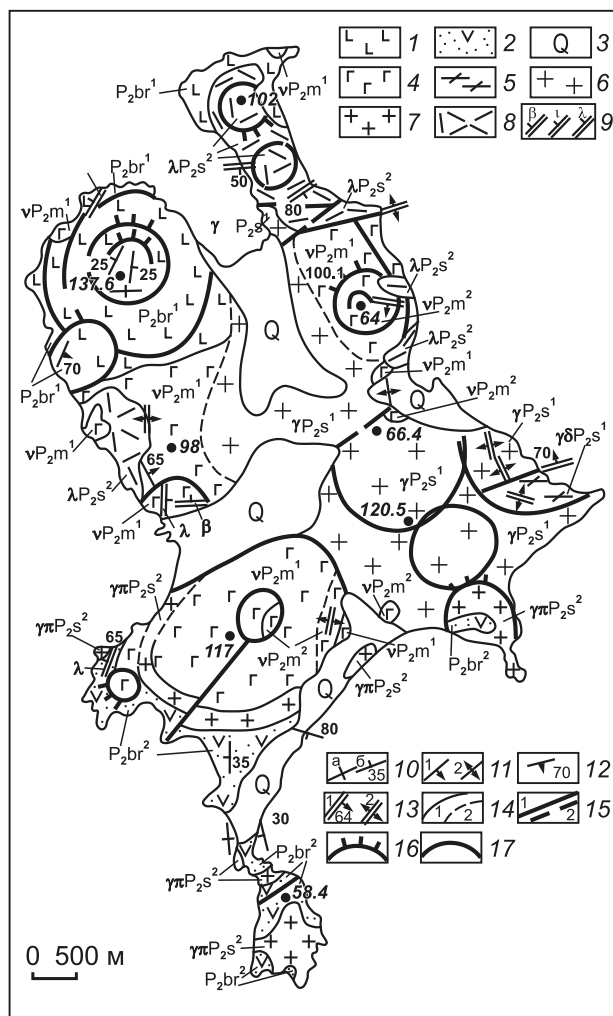 L L L 1
V 2
Q 3
Г Г Г 4
5
+ + 6
+ + + 7
8
β ι λ 9
νP₂m¹
P₂br¹
102
λP₂s²
50
80
λP₂s²
P₂br¹
P₂s
νP₂m¹
γ
νP₂m¹
100.1
λP₂s²
25
25
137.6
64
νP₂m²
P₂br¹
Q
λP₂s²
νP₂m¹
70
P₂br¹
νP₂m¹
Q
νP₂m²
γP₂s¹
γP₂s¹
γδP₂s¹
νP₂m¹
98
66.4
70
65
γP₂s¹
λP₂s²
120.5
νP₂m¹
λ
β
Q
γP₂s¹
γπP₂s²
νP₂m¹
νP₂m²
γπP₂s²
γπP₂s²
65
117
νP₂m²
νP₂m¹
P₂br²
λ
Q
γπP₂s²
P₂br²
80
35
Q
а б 35 10
1 2 11
70 12
1 64 2 13
1 2 14
1 2 15
16
17
30
P₂br²
γπP₂s²
58.4
γπP₂s²
P₂br²
0 500 м